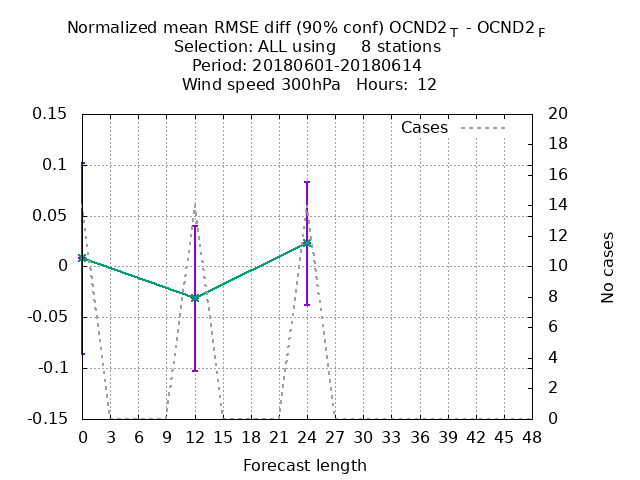 Normalized mean RMSE diff (90% conf) OCND2 T - OCND2 F
Selection: ALL using 8 stations
Period: 20180601-20180614
Wind speed 300hPa Hours: 12
Cases
0.15
0.1
0.05
0
-0.05
-0.1
-0.15
20
18
16
14
12
10
8
6
4
2
0
No cases
0 3 6 9 12 15 18 21 24 27 30 33 36 39 42 45 48
Forecast length